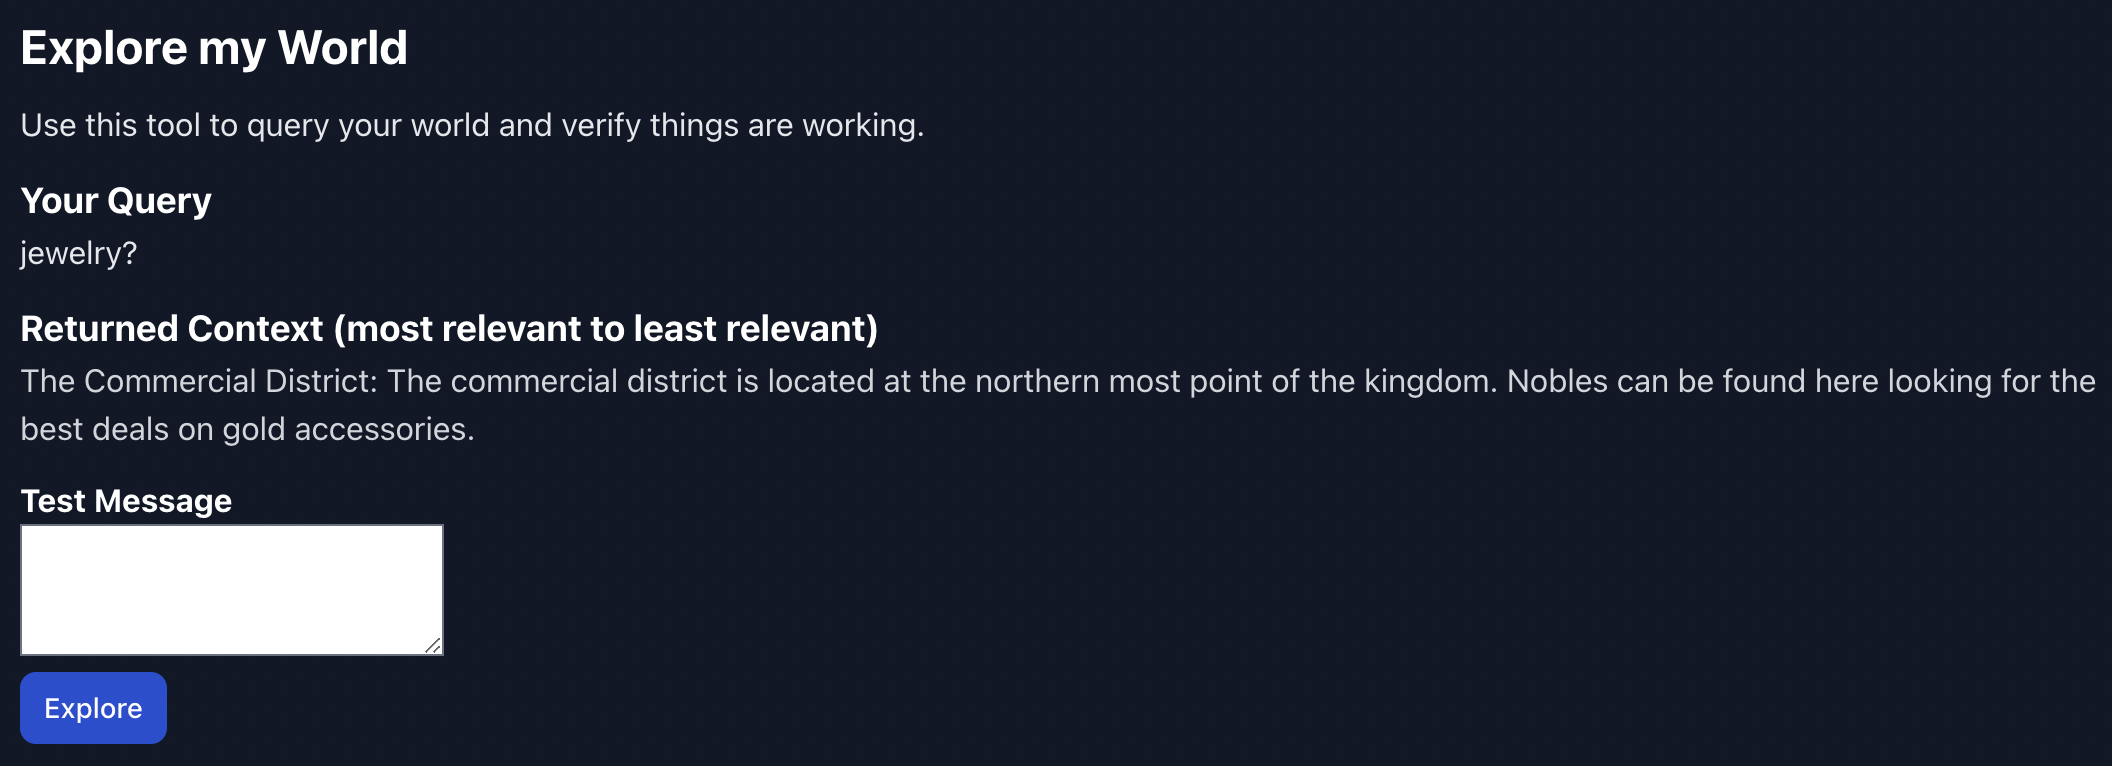 Explore my World
Use this tool to query your world and verify things are working.
Your Query
jewelry?
Returned Context (most relevant to least relevant)
The Commercial District: The commercial district is located at the northern most point of the kingdom. Nobles can be found here looking for the
best deals on gold accessories.
Test Message
Explore